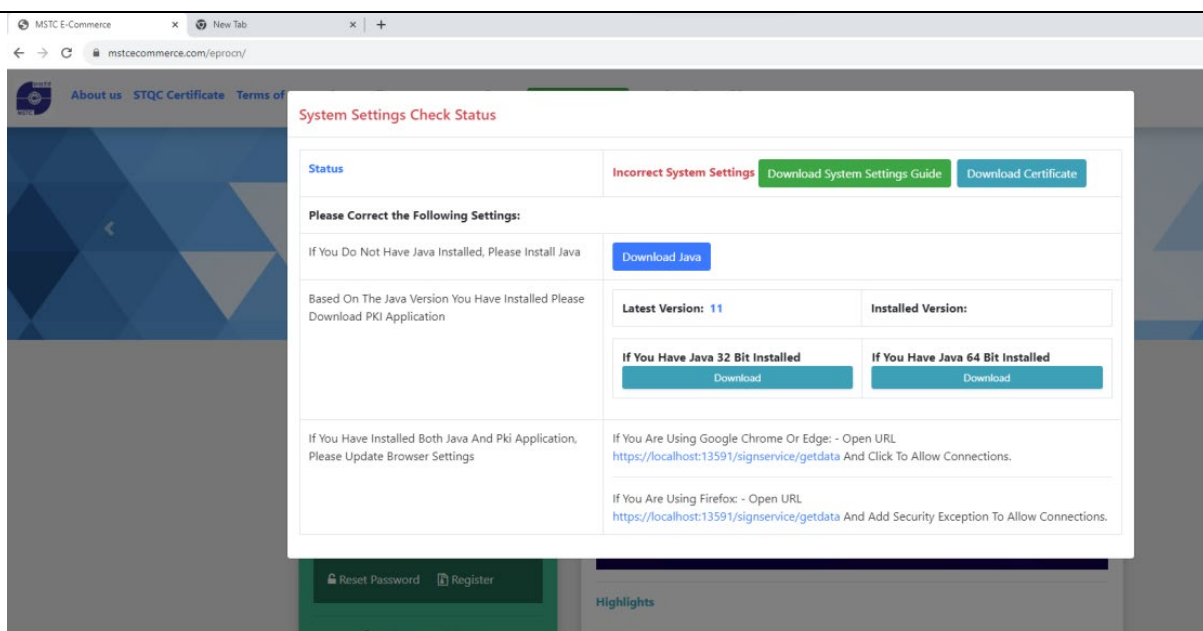 MSTC E-Commerce
New Tab
mstcecommerce.com/eprocn/
About us STQC Certificate Terms of
System Settings Check Status
Status
Incorrect System Settings Download System Settings Guide Download Certificate
Please Correct the Following Settings:
If You Do Not Have Java Installed, Please Install Java
Download Java
Based On The Java Version You Have Installed Please
Download PKI Application
Latest Version: 11
Installed Version:
If You Have Java 32 Bit Installed
Download
If You Have Java 64 Bit Installed
Download
If You Have Installed Both Java And Pki Application,
Please Update Browser Settings
If You Are Using Google Chrome Or Edge: - Open URL
https://localhost:13591/signservice/getdata And Click To Allow Connections.
If You Are Using Firefox: - Open URL
https://localhost:13591/signservice/getdata And Add Security Exception To Allow Connections.
Reset Password Register
Highlights